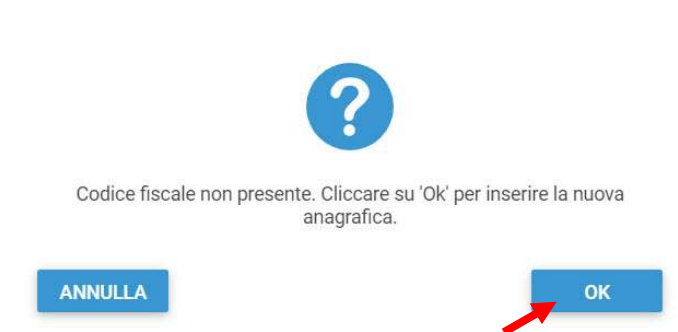 ?
Codice fiscale non presente. Cliccare su 'Ok' per inserire la nuova
anagrafica.
ANNULLA
OK